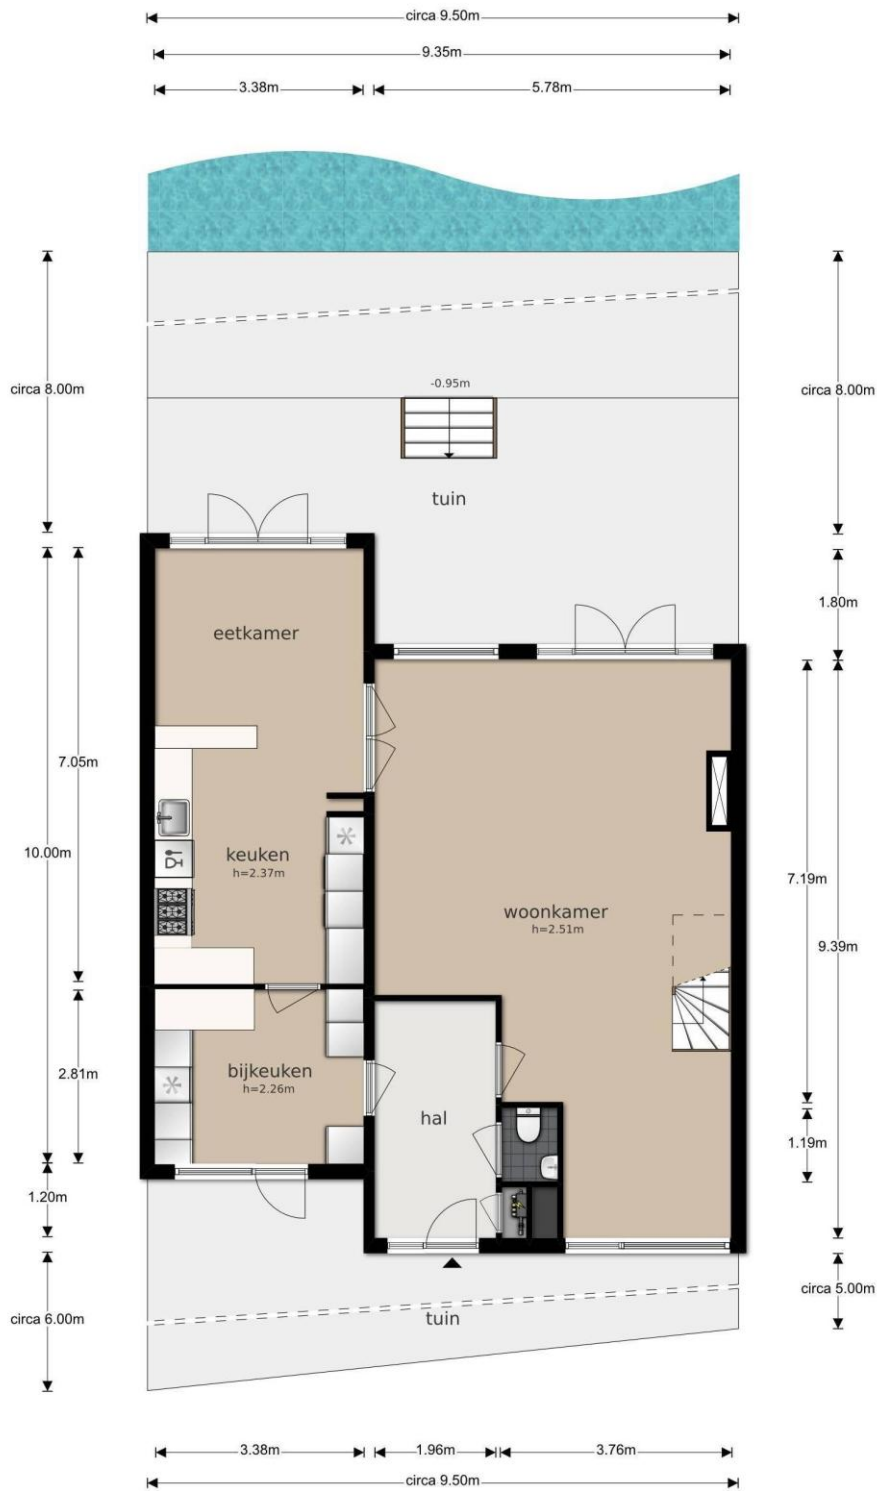 circa 9.50m
9.35m
3.38m 5.78m
circa 8.00m circa 8.00m
-0.95m
tuin
1.80m
eetkamer
7.05m
10.00m
keuken
h=2.37m
7.19m
woonkamer
h=2.51m
9.39m
2.81m
bijkeuken
h=2.26m
hal
1.19m
1.20m
circa 6.00m
tuin
circa 5.00m
3.38m 1.96m 3.76m
circa 9.50m